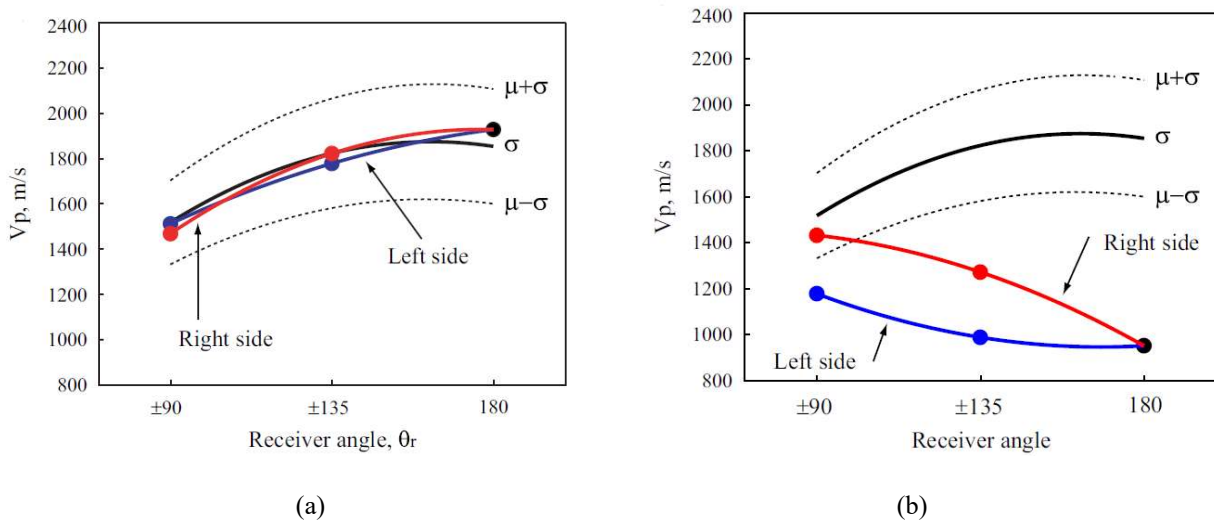 2400
2200
2000
1800
1600
1400
1200
1000
800
Vp, m/s
μ+σ
σ
μ−σ
Left side
Right side
±90
±135
180
Receiver angle, θr
(a)
2400
2200
2000
1800
1600
1400
1200
1000
800
Vp, m/s
μ+σ
σ
μ−σ
Right side
Left side
±90
±135
180
Receiver angle
(b)